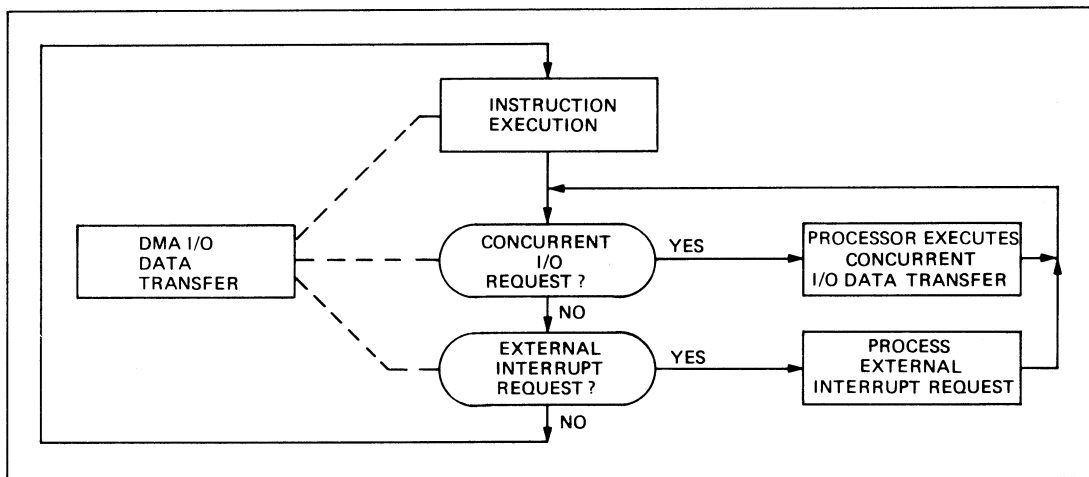 INSTRUCTION
EXECUTION
DMA I/O
DATA
TRANSFER
CONCURRENT
I/O
REQUEST ?
YES
PROCESSOR EXECUTES
CONCURRENT
I/O DATA TRANSFER
NO
EXTERNAL
INTERRUPT
REQUEST ?
YES
PROCESS
EXTERNAL
INTERRUPT REQUEST
NO